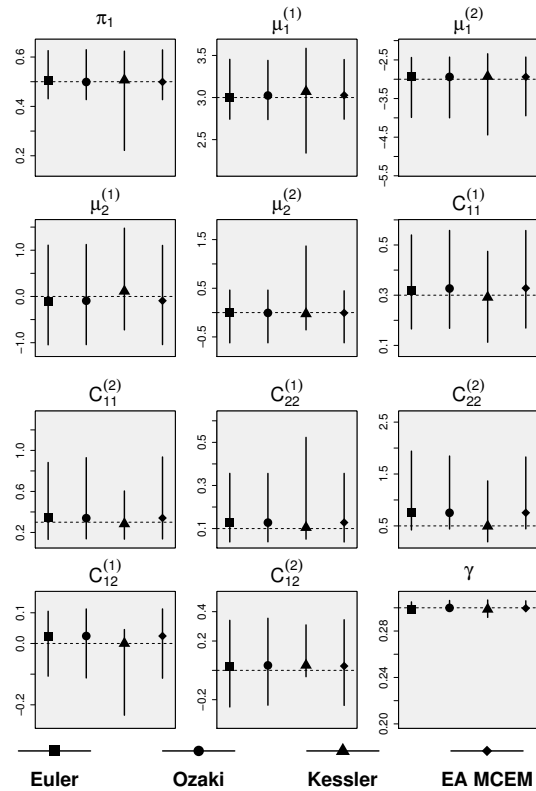 π₁ μ₁⁽¹⁾ μ₁⁽²⁾
0.2 0.4 0.6
2.5 3.0 3.5
−5.5 −4.5 −3.5 −2.5
μ₂⁽¹⁾ μ₂⁽²⁾ C₁₁⁽¹⁾
−1.0 0.0 1.0
−0.5 0.5 1.5
0.1 0.3 0.5
C₁₁⁽²⁾ C₂₂⁽¹⁾ C₂₂⁽²⁾
0.2 0.6 1.0
0.1 0.3 0.5
0.5 1.5 2.5
C₁₂⁽¹⁾ C₁₂⁽²⁾ γ
−0.2 0.0 0.1
−0.2 0.2 0.4
0.20 0.24 0.28
Euler Ozaki Kessler EA MCEM